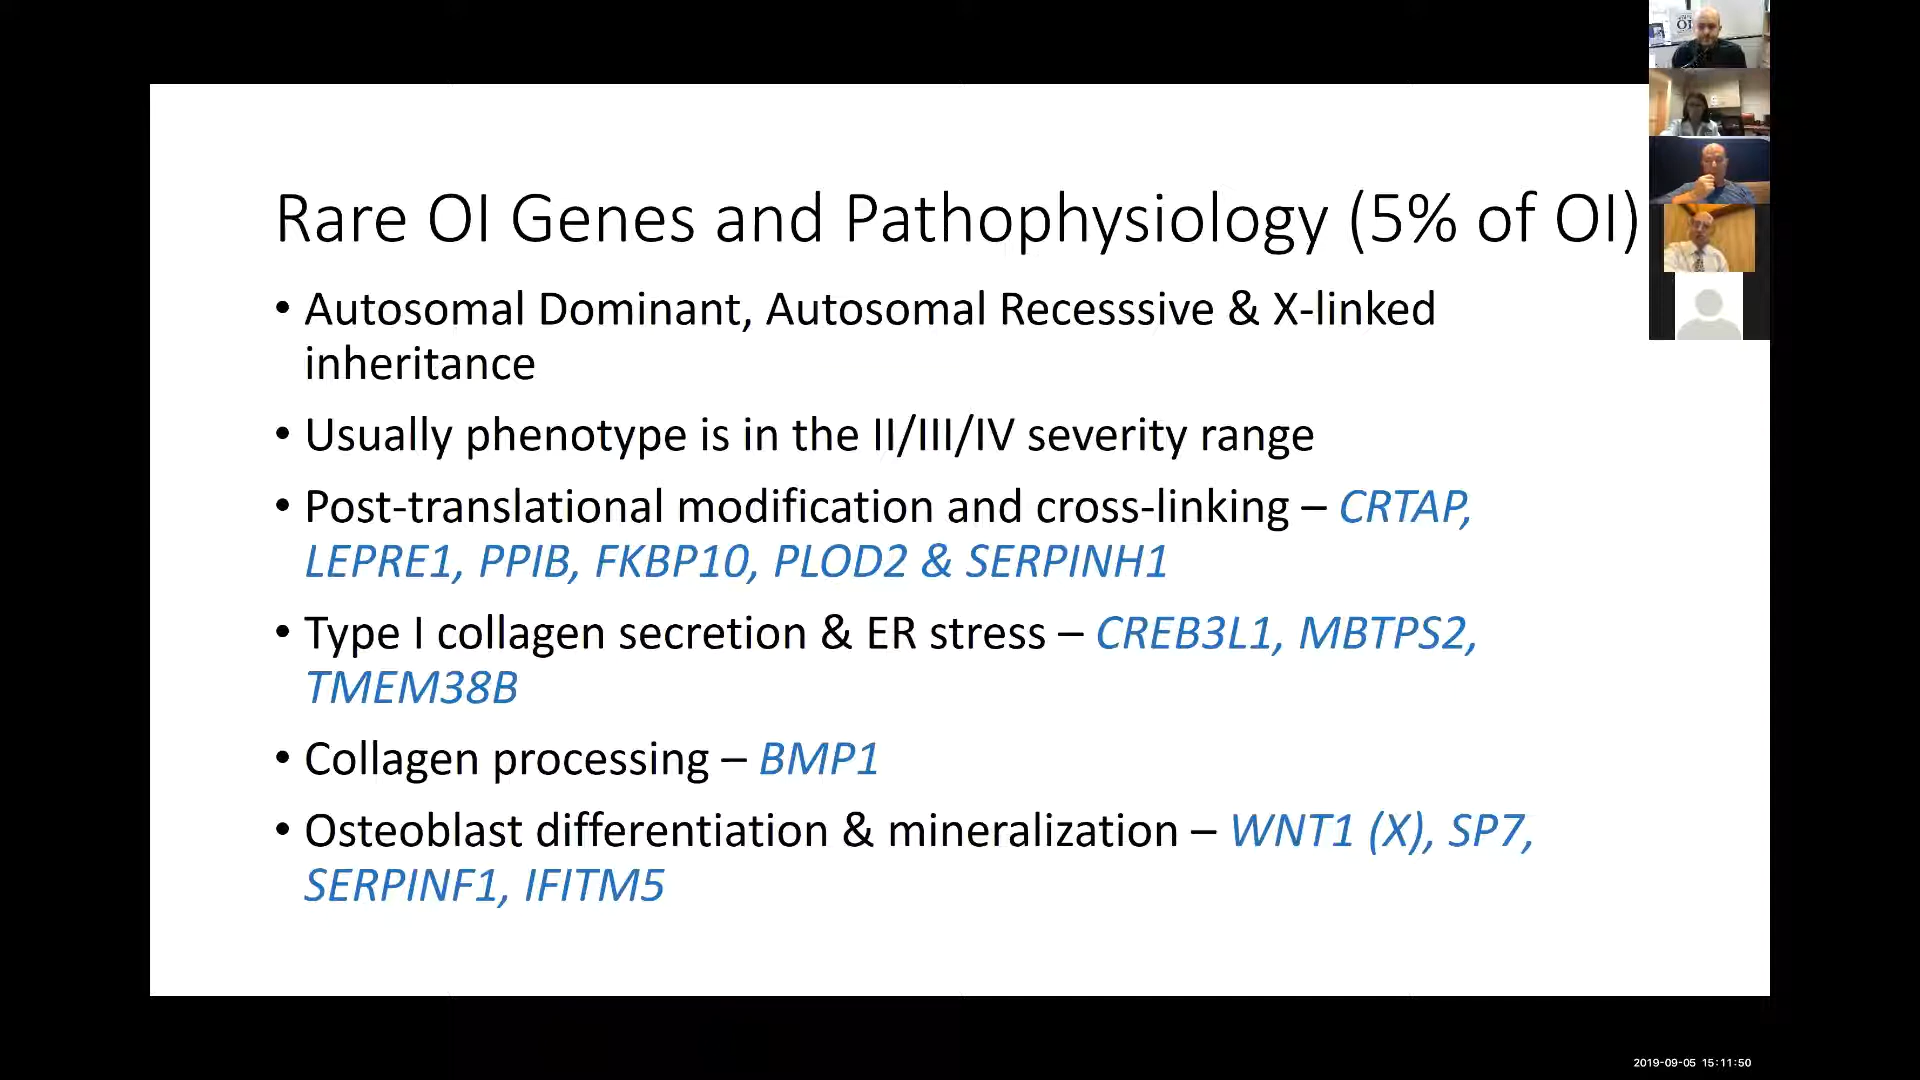 Rare OI Genes and Pathophysiology (5% of OI)
• Autosomal Dominant, Autosomal Recesssive & X-linked
inheritance
• Usually phenotype is in the II/III/IV severity range
• Post-translational modification and cross-linking – CRTAP,
LEPRE1, PPIB, FKBP10, PLOD2 & SERPINH1
• Type I collagen secretion & ER stress – CREB3L1, MBTPS2,
TMEM38B
• Collagen processing – BMP1
• Osteoblast differentiation & mineralization – WNT1 (X), SP7,
SERPINF1, IFITM5
2019-09-05 15:11:50